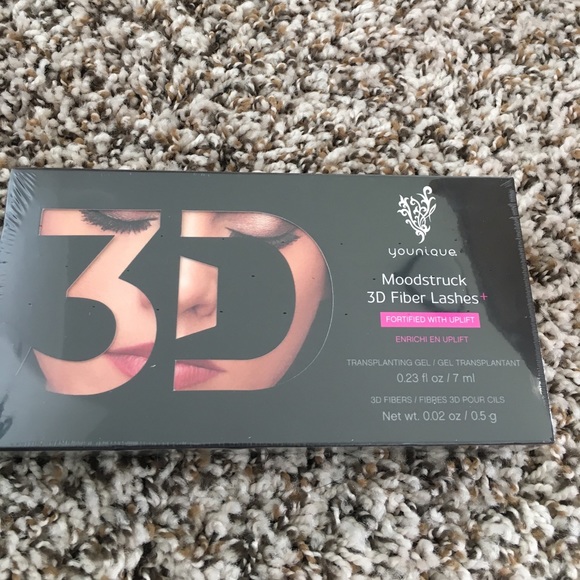 3D
younique
Moodstruck
3D Fiber Lashes+
FORTIFIED WITH UPLIFT
ENRICHI EN UPLIFT
TRANSPLANTING GEL / GEL TRANSPLANTANT
0.23 fl oz / 7 ml
3D FIBERS / FIBRES 3D POUR CILS
Net wt. 0.02 oz / 0.5 g